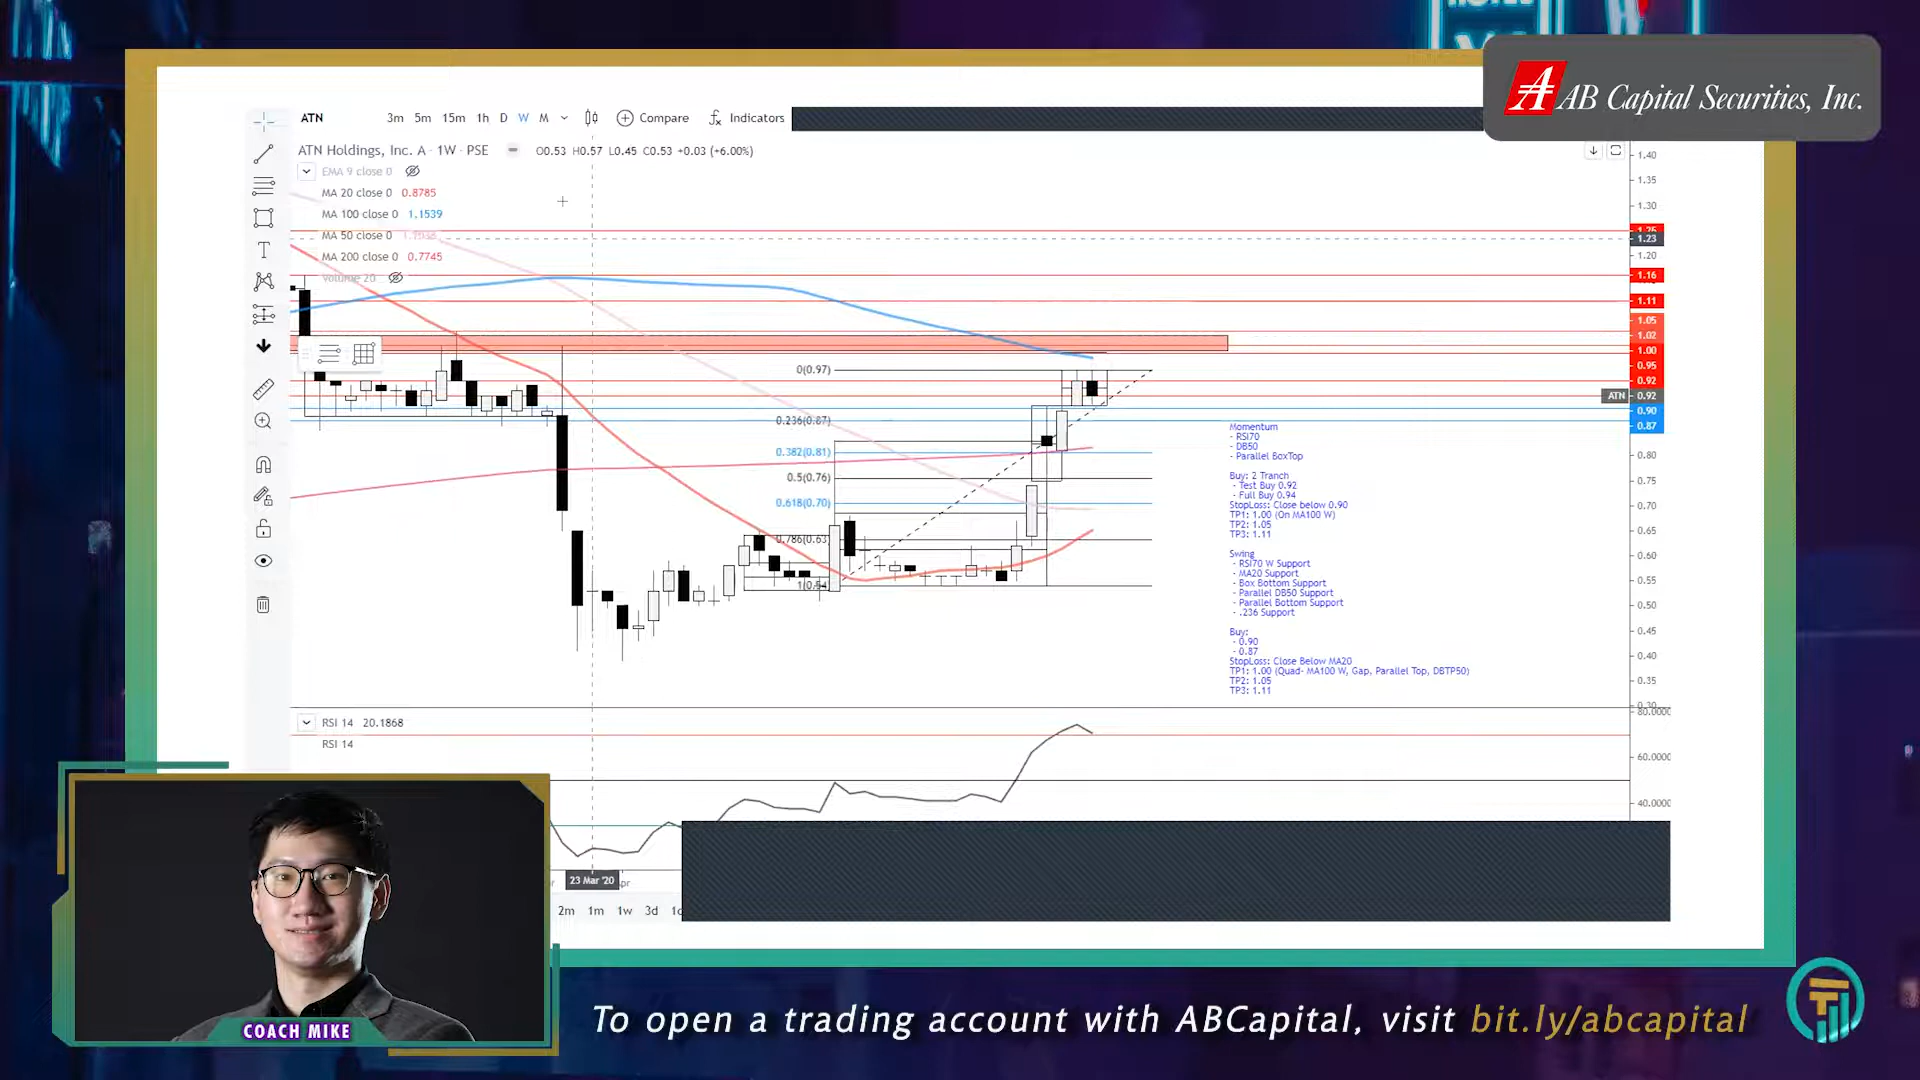 AB Capital Securities, Inc.
ATN 3m 5m 15m 1h D W M Compare Indicators
ATN Holdings, Inc. A · 1W · PSE O0.53 H0.57 L0.45 C0.53 +0.03 (+6.00%)
EMA 9 close 0
MA 20 close 0 0.8785
MA 100 close 0 1.1539
MA 50 close 0
MA 200 close 0 0.7745
Volume 20
1.40
1.35
1.30
1.25
1.23
1.20
1.16
1.11
1.05
1.02
1.00
0.95
0.92
ATN 0.92
0.90
0.87
0.80
0.75
0.70
0.65
0.60
0.55
0.50
0.45
0.40
0.35
0.30
0(0.97)
0.236(0.87)
0.382(0.81)
0.5(0.76)
0.618(0.70)
0.786(0.63)
1(0.54)
Momentum
- RSI70
- DB50
- Parallel BoxTop
Buy: 2 Tranch
- Test Buy 0.92
- Full Buy 0.94
StopLoss: Close below 0.90
TP1: 1.00 (On MA100 W)
TP2: 1.05
TP3: 1.11
Swing
- RSI70 W Support
- MA20 Support
- Box Bottom Support
- Parallel DB50 Support
- Parallel Bottom Support
- .236 Support
Buy:
- 0.90
- 0.87
StopLoss: Close Below MA20
TP1: 1.00 (Quad- MA100 W, Gap, Parallel Top, DBTP50)
TP2: 1.05
TP3: 1.11
RSI 14 20.1868
RSI 14
80.0000
60.0000
40.0000
23 Mar '20
2m 1m 1w 3d
COACH MIKE
To open a trading account with ABCapital, visit bit.ly/abcapital